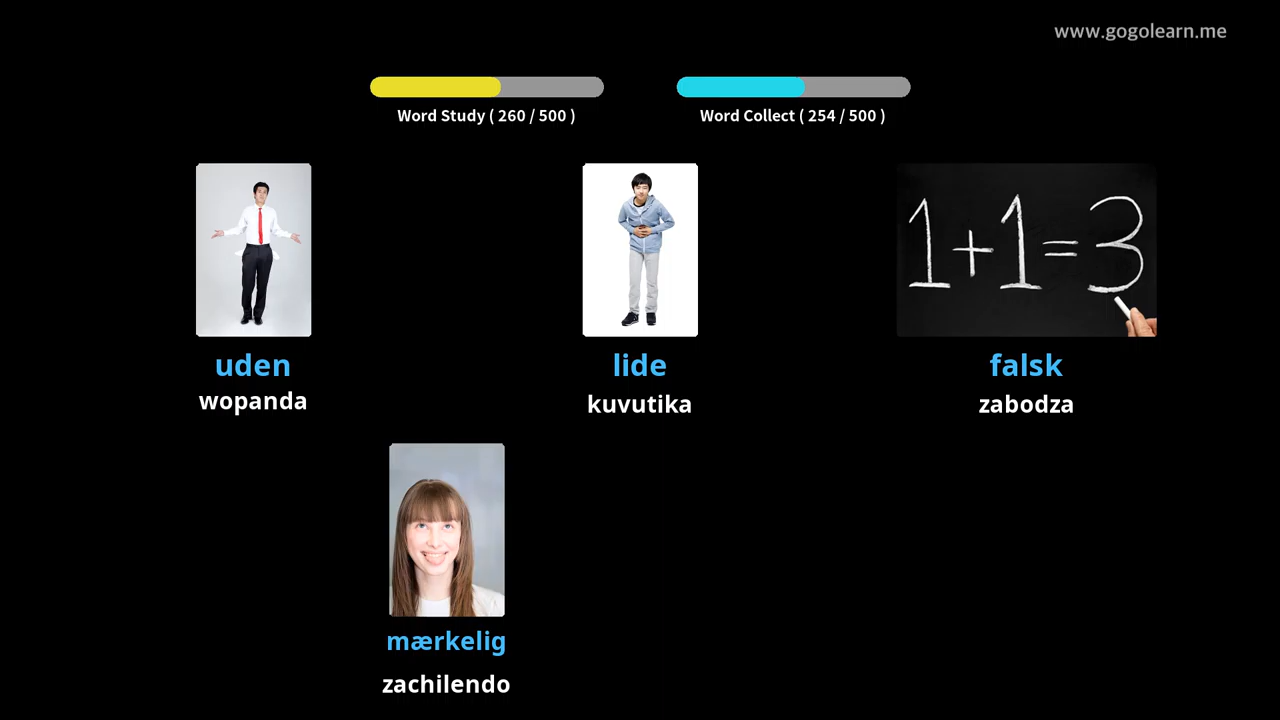 www.gogolearn.me
Word Study ( 260 / 500 )
Word Collect ( 254 / 500 )
1+1=3
uden
wopanda
lide
kuvutika
falsk
zabodza
mærkelig
zachilendo